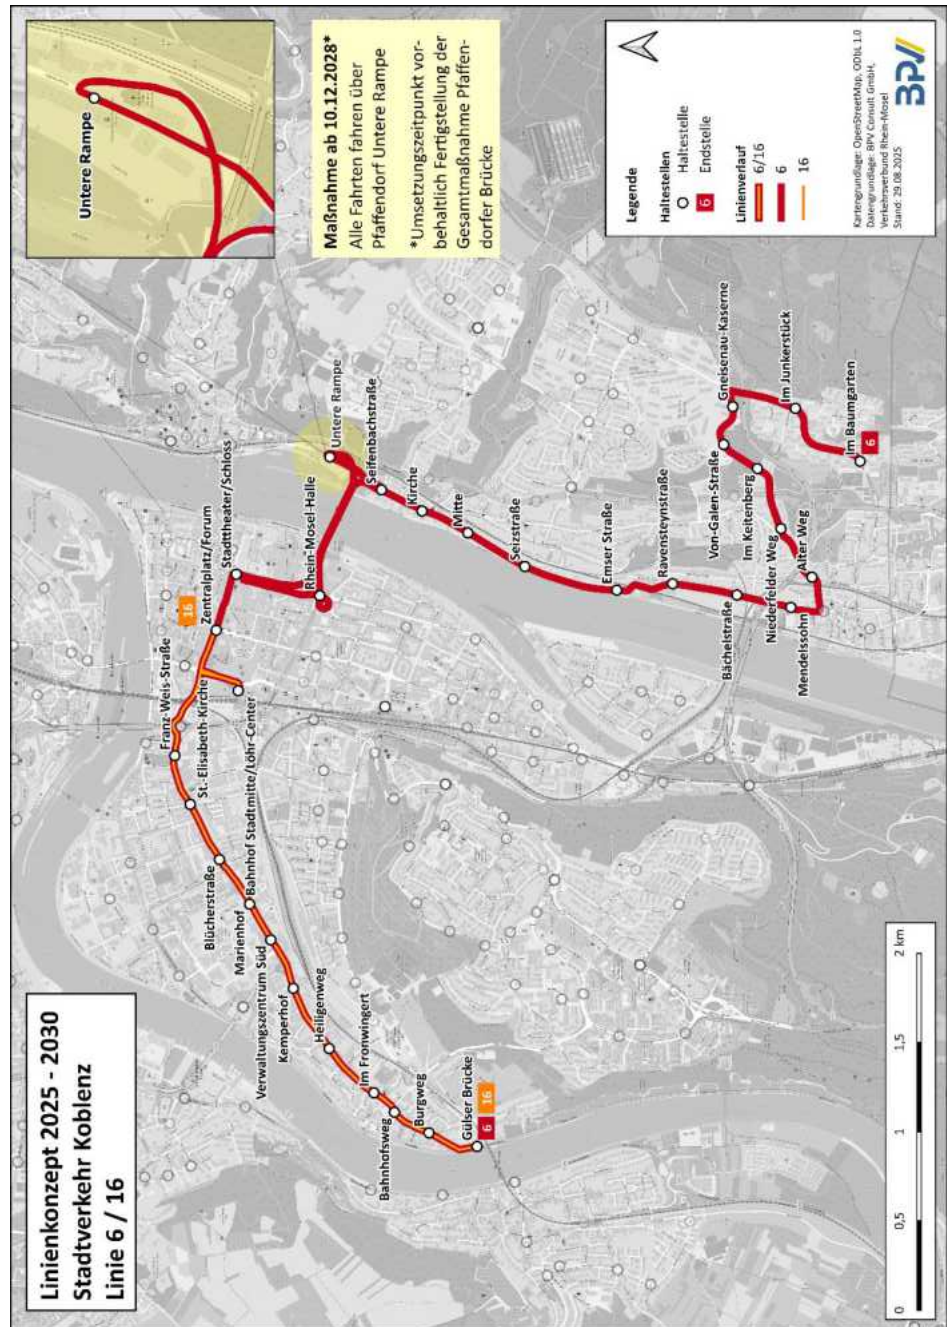 Linienkonzept 2025 - 2030
Stadtverkehr Koblenz
Linie 6 / 16
Untere Rampe
Maßnahme ab 10.12.2028*
Alle Fahrten fahren über
Pfaffendorf Untere Rampe
*Umsetzungszeitpunkt vor-
behaltlich Fertigstellung der
Gesamtmaßnahme Pfaffen-
dorfer Brücke
Franz-Weis-Straße
16
Zentralplatz/Forum
Stadttheater/Schloss
St.-Elisabeth-Kirche
Rhein-Mosel-Halle
Untere Rampe
Blücherstraße
Bahnhof Stadtmitte/Löhr-Center
Seifenbachstraße
Marienhof
Kirche
Verwaltungszentrum Süd
Mitte
Kemperhof
Heiligenweg
Seizstraße
Im Fronwingert
Bahnhofsweg
Burgweg
Emser Straße
Gülser Brücke
6
16
Ravensteynstraße
Gneisenau-Kaserne
Von-Galen-Straße
Bächelstraße
Im Keitenberg
Im Junkerstück
Niederfelder Weg
Alter Weg
Mendelssohn
Im Baumgarten
6
0
0,5
1
1,5
2 km
Legende
Haltestellen
Haltestelle
6
Endstelle
Linienverlauf
6/16
6
16
Kartengrundlage: OpenStreetMap, ODbL 1.0
Datengrundlage: BPV Consult GmbH,
Verkehrsverbund Rhein-Mosel
Stand: 29.08.2025
BPV